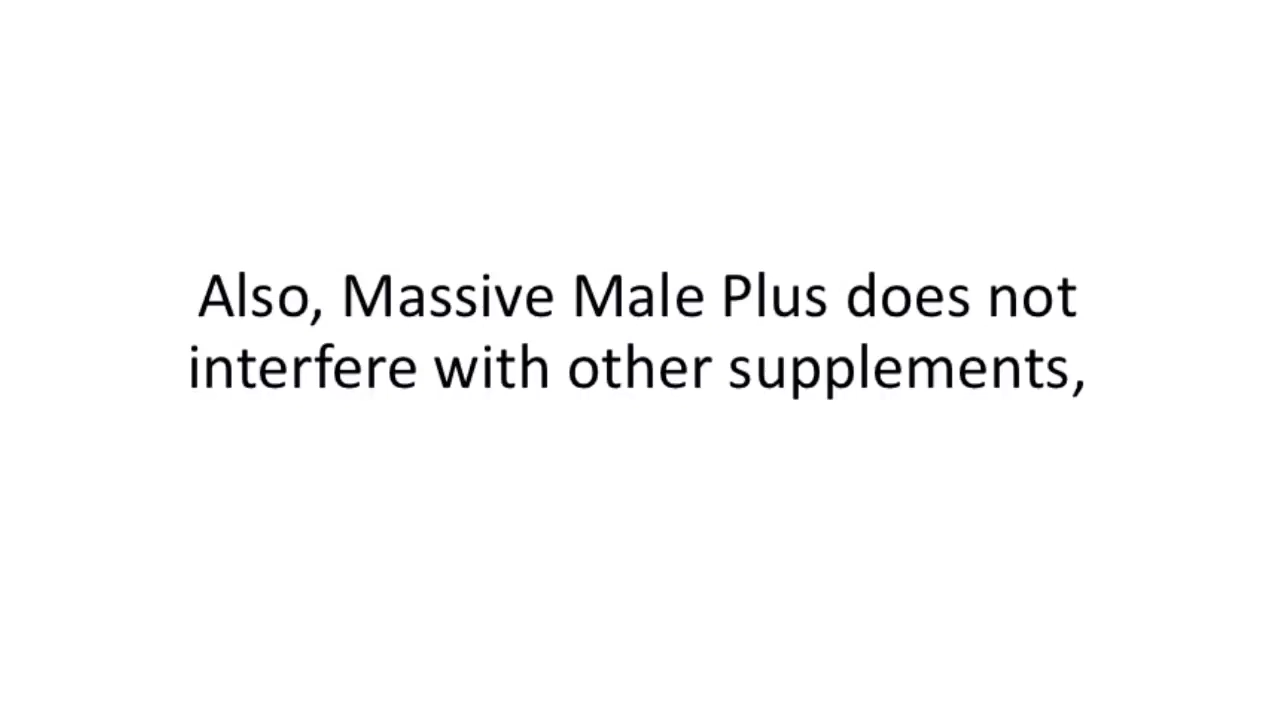 Also, Massive Male Plus does not
interfere with other supplements,